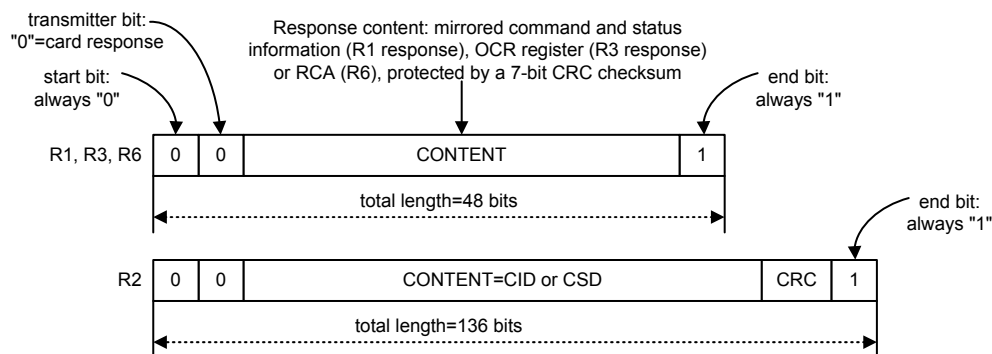 transmitter bit:
"0"=card response
Response content: mirrored command and status
information (R1 response), OCR register (R3 response)
or RCA (R6), protected by a 7-bit CRC checksum
start bit:
always "0"
end bit:
always "1"
R1, R3, R6 0 0 CONTENT 1
total length=48 bits
end bit:
always "1"
R2 0 0 CONTENT=CID or CSD CRC 1
total length=136 bits